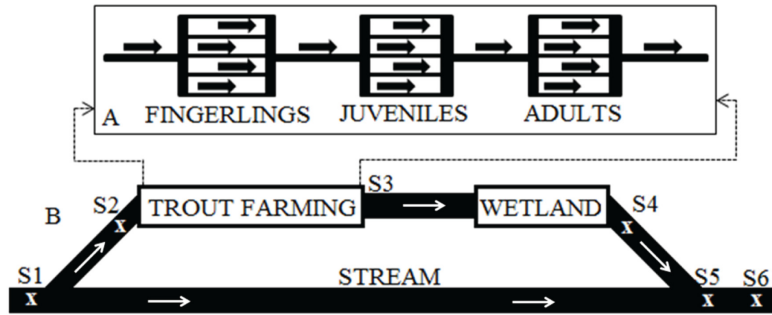 A FINGERLINGS JUVENILES ADULTS
B S2 TROUT FARMING S3 WETLAND S4
x x
S1 STREAM S5 S6
x x x